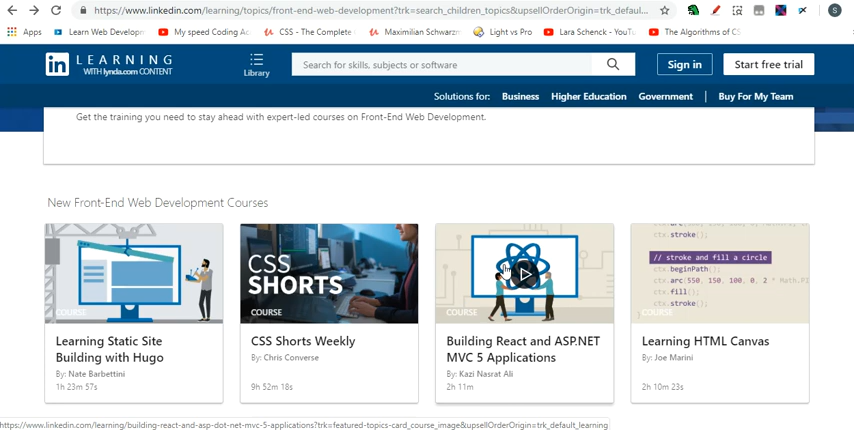 https://www.linkedin.com/learning/topics/front-end-web-development?trk=search_children_topics&upsellOrderOrigin=trk_defaul...
S
Apps Learn Web Developm My speed Coding Ac CSS - The Complete Maximilian Schwarzm Light vs Pro Lara Schenck - YouTu The Algorithms of CS
in LEARNING
WITH lynda.com CONTENT
Library
Search for skills, subjects or software
Sign in
Start free trial
Solutions for: Business Higher Education Government | Buy For My Team
Get the training you need to stay ahead with expert-led courses on Front-End Web Development.
New Front-End Web Development Courses
COURSE
Learning Static Site
Building with Hugo
By: Nate Barbettini
1h 23m 57s
CSS
SHORTS
COURSE
CSS Shorts Weekly
By: Chris Converse
9h 52m 18s
COURSE
Building React and ASP.NET
MVC 5 Applications
By: Kazi Nasrat Ali
2h 11m
ctx.stroke();
// stroke and fill a circle
ctx.beginPath();
ctx.arc(550, 150, 100, 0, 2 * Math.PI
ctx.fill();
ctx.stroke();
COURSE
Learning HTML Canvas
By: Joe Marini
2h 10m 23s
https://www.linkedin.com/learning/building-react-and-asp-dot-net-mvc-5-applications?trk=featured-topics-card_course_image&upsellOrderOrigin=trk_default_learning